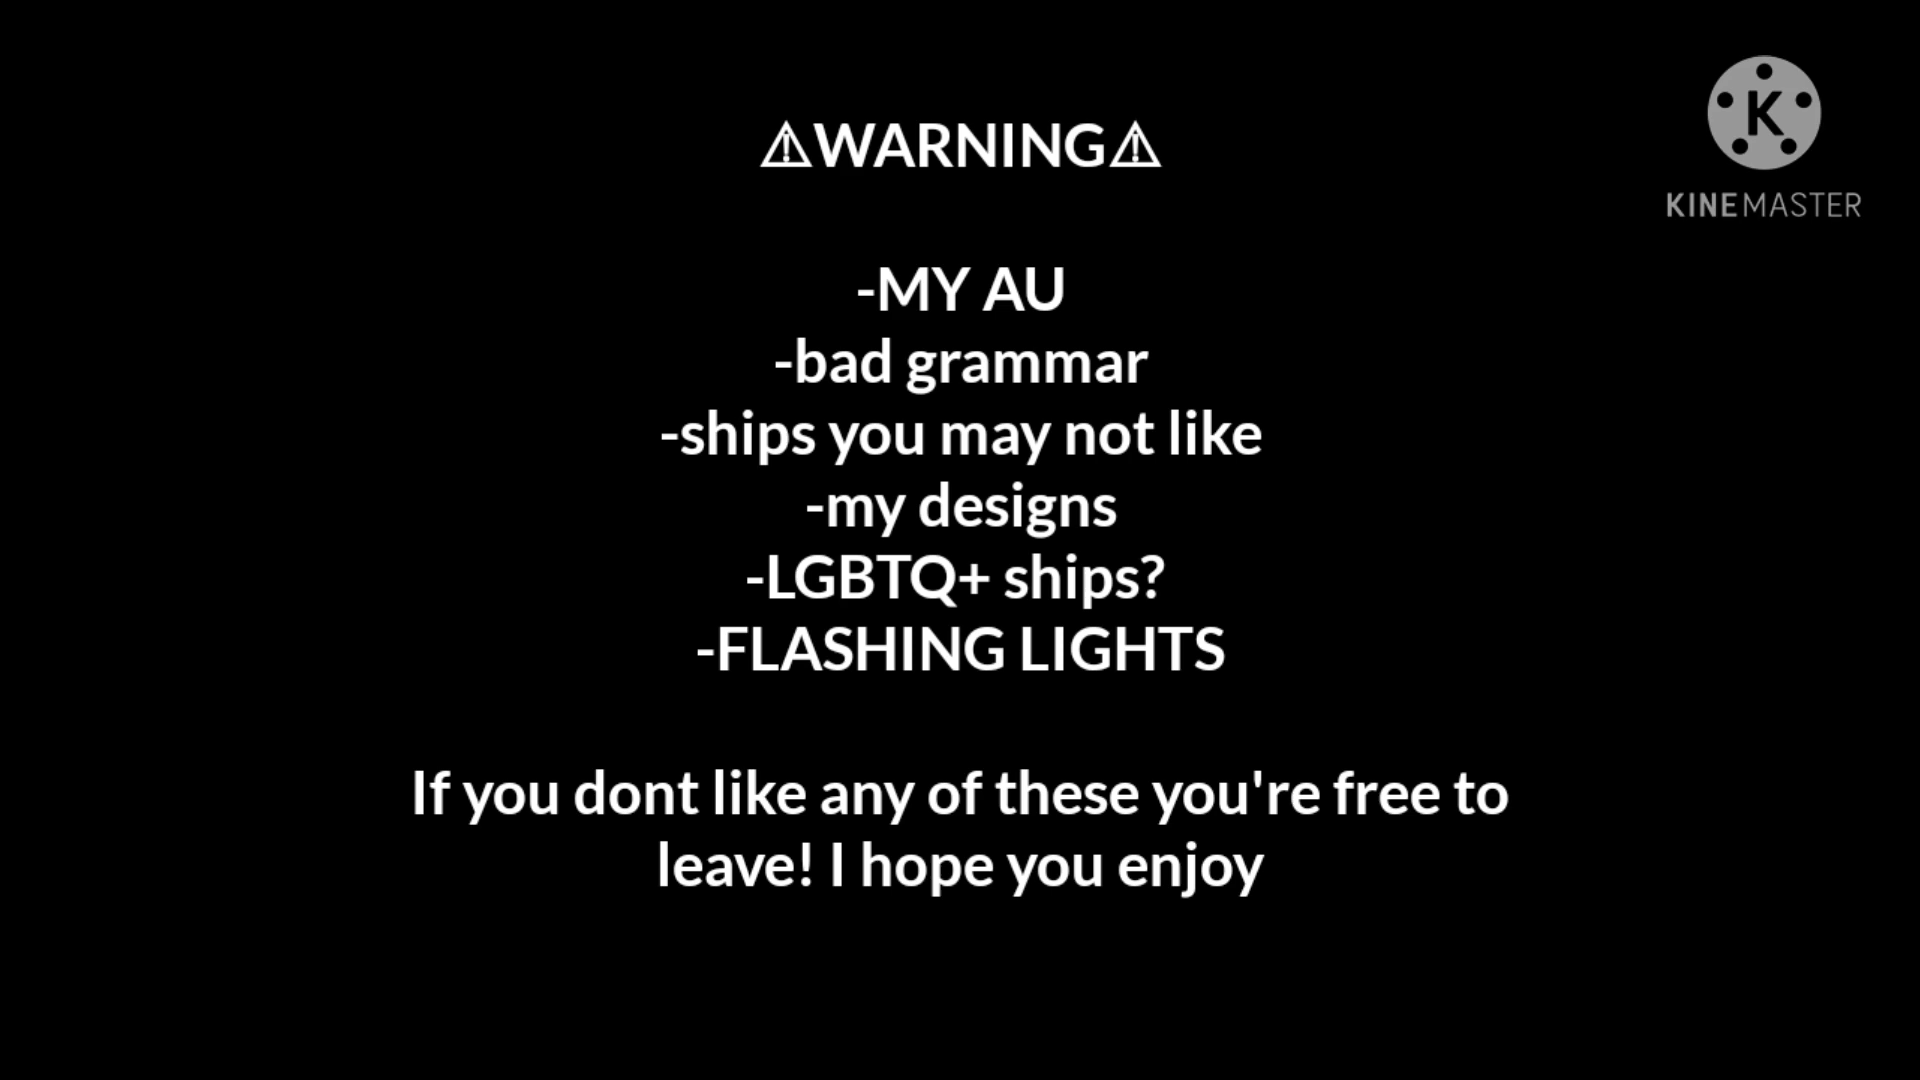 ⚠WARNING⚠
K
KINEMASTER
-MY AU
-bad grammar
-ships you may not like
-my designs
-LGBTQ+ ships?
-FLASHING LIGHTS
If you dont like any of these you're free to
leave! I hope you enjoy